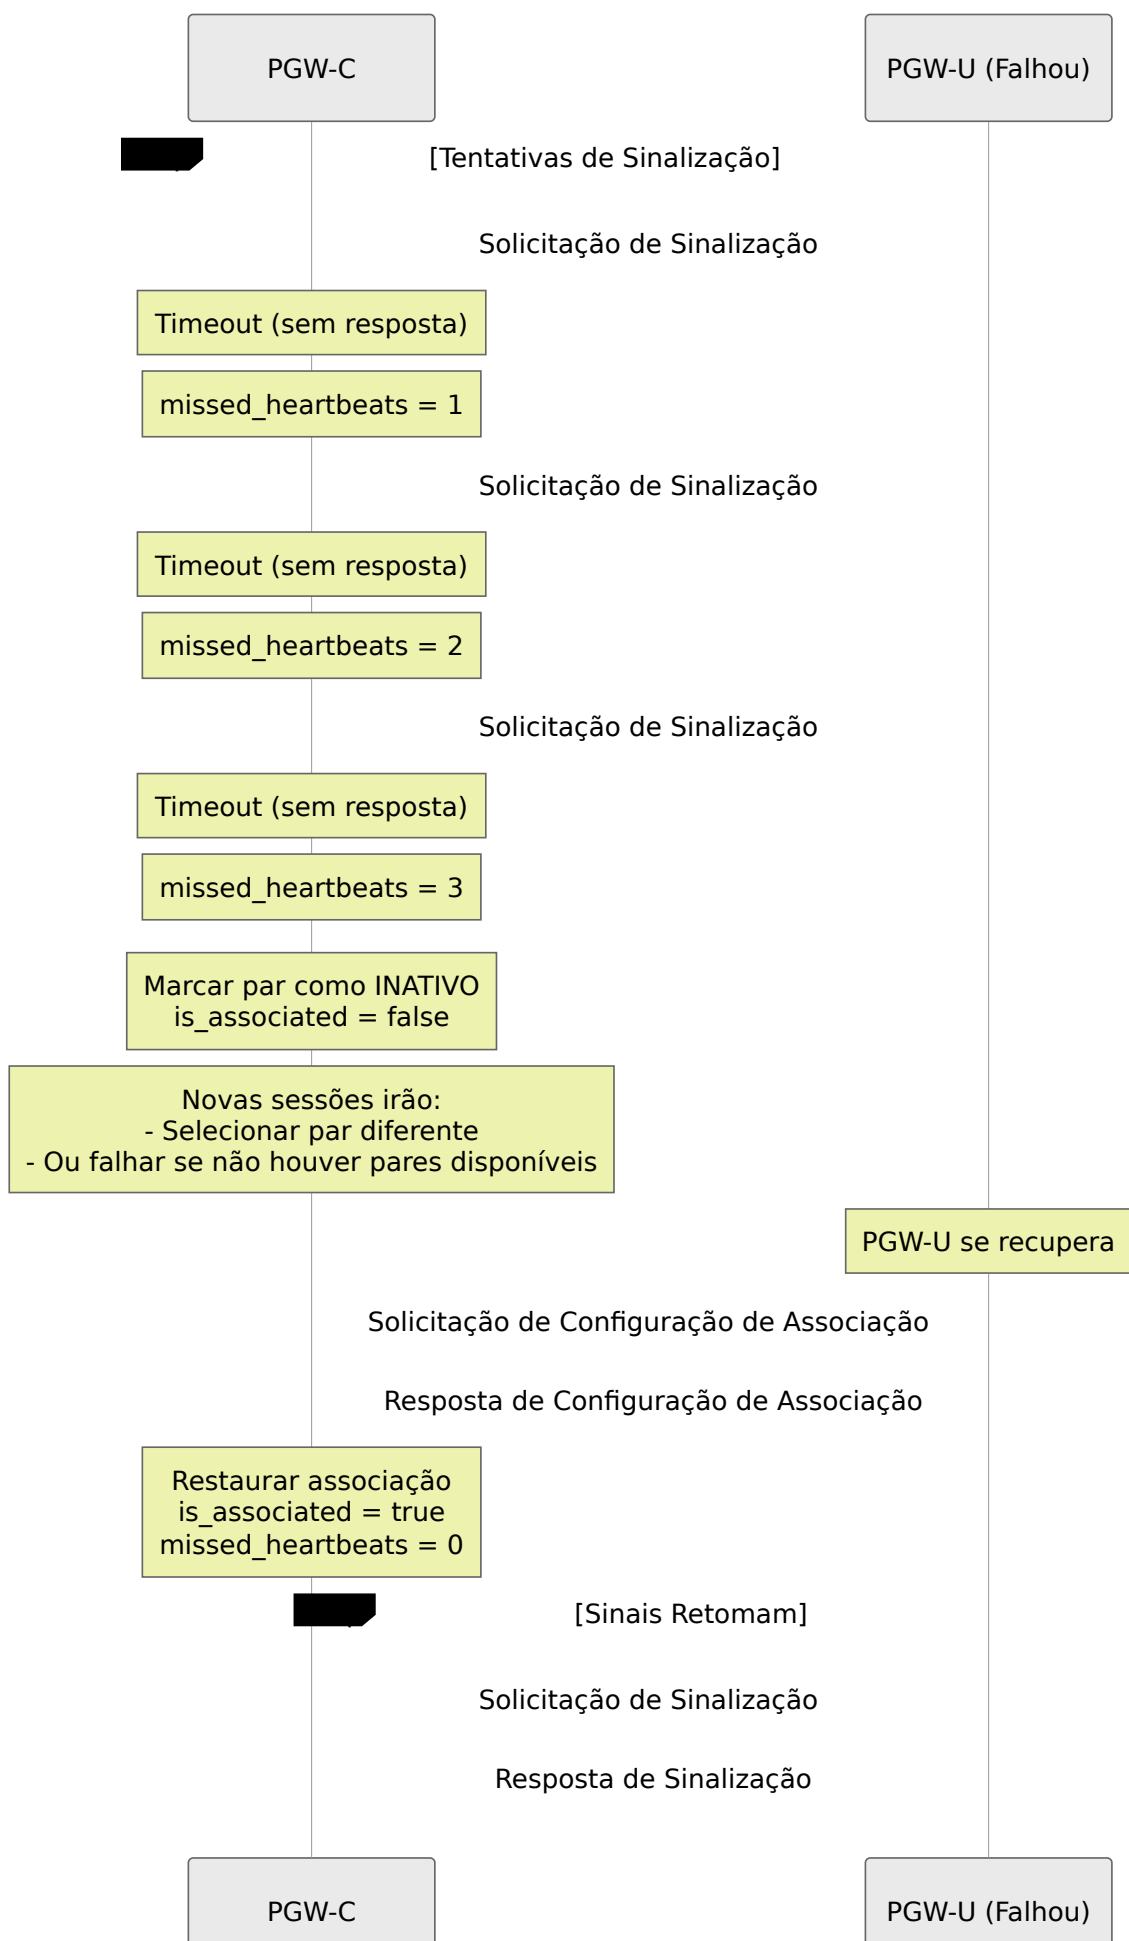 PGW-C
PGW-U (Falhou)
[Tentativas de Sinalização]
Solicitação de Sinalização
Timeout (sem resposta)
missed_heartbeats = 1
Solicitação de Sinalização
Timeout (sem resposta)
missed_heartbeats = 2
Solicitação de Sinalização
Timeout (sem resposta)
missed_heartbeats = 3
Marcar par como INATIVO
is_associated = false
Novas sessões irão:
- Selecionar par diferente
- Ou falhar se não houver pares disponíveis
PGW-U se recupera
Solicitação de Configuração de Associação
Resposta de Configuração de Associação
Restaurar associação
is_associated = true
missed_heartbeats = 0
[Sinais Retomam]
Solicitação de Sinalização
Resposta de Sinalização
PGW-C
PGW-U (Falhou)